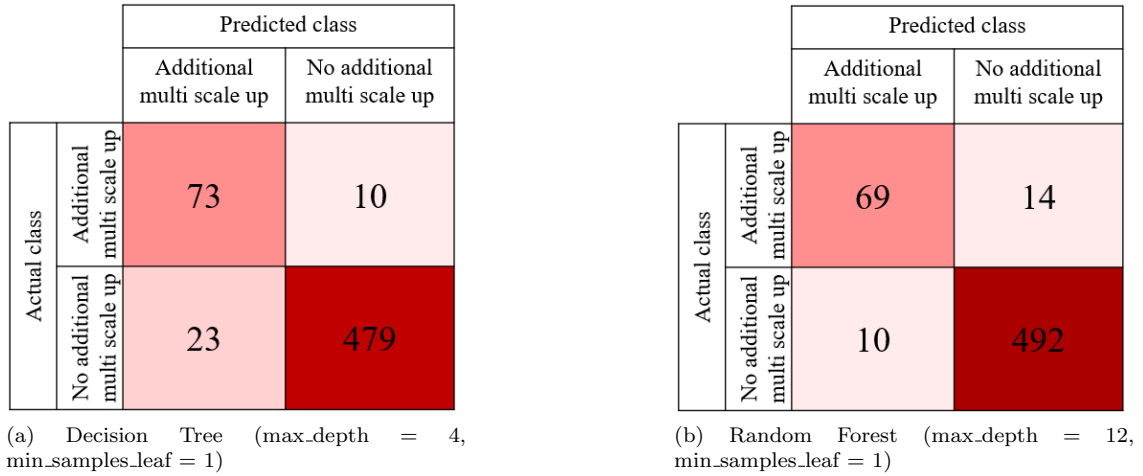 Predicted class
Additional
multi scale up
No additional
multi scale up
Actual class
Additional
multi scale up
73
10
No additional
multi scale up
23
479
(a) Decision Tree (max_depth = 4,
min_samples_leaf = 1)
Predicted class
Additional
multi scale up
No additional
multi scale up
Actual class
Additional
multi scale up
69
14
No additional
multi scale up
10
492
(b) Random Forest (max_depth = 12,
min_samples_leaf = 1)